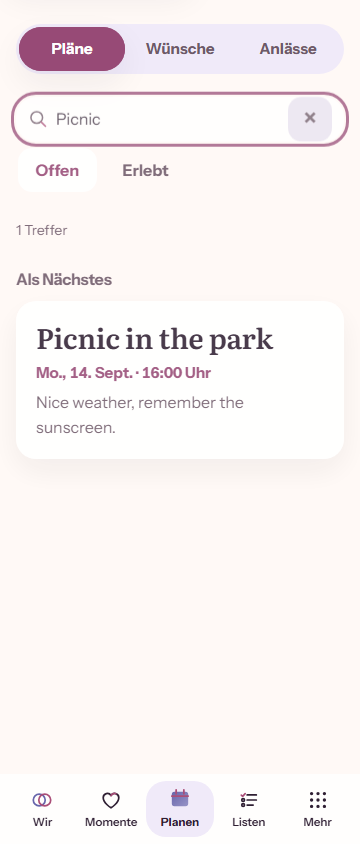 Pläne
Wünsche
Anlässe
Picnic
Offen
Erlebt
1 Treffer
Als Nächstes
Picnic in the park
Mo., 14. Sept. · 16:00 Uhr
Nice weather, remember the
sunscreen.
Wir
Momente
Planen
Listen
Mehr